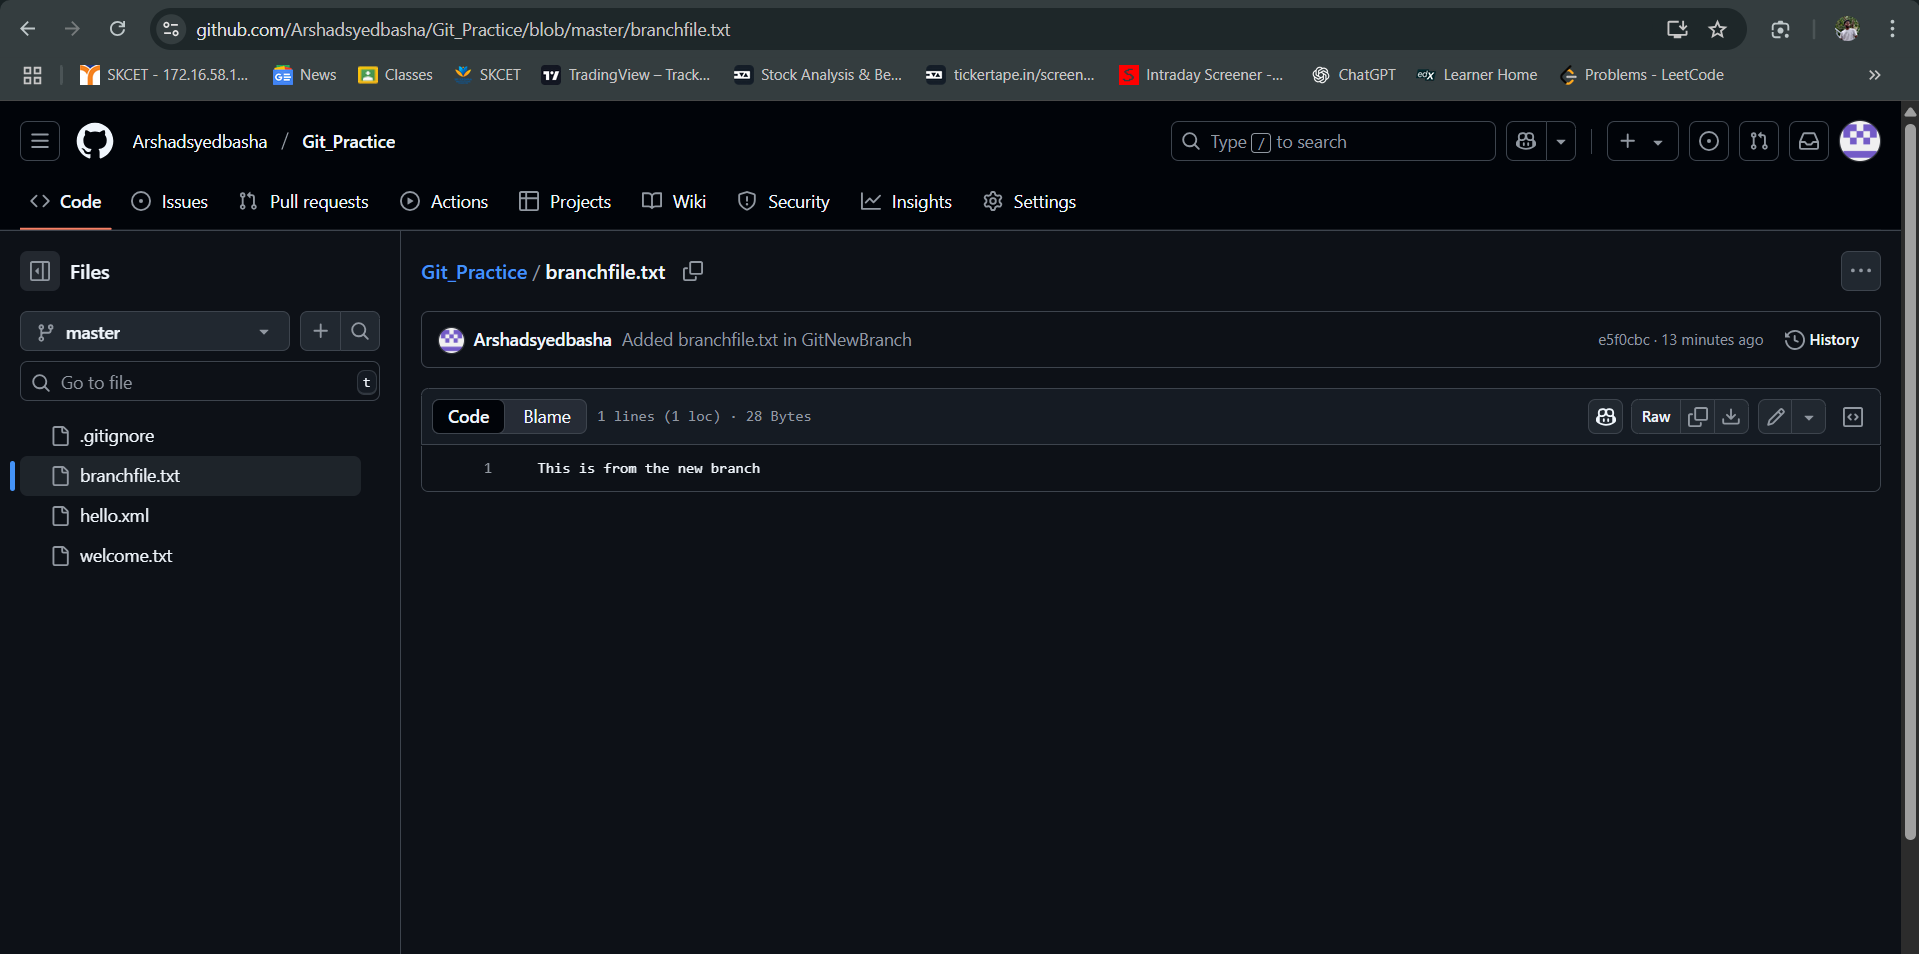 github.com/Arshadsyedbasha/Git_Practice/blob/master/branchfile.txt
SKCET - 172.16.58.1... News Classes SKCET TradingView – Track... Stock Analysis & Be... tickertape.in/screen... Intraday Screener -... ChatGPT edX Learner Home Problems - LeetCode
Arshadsyedbasha / Git_Practice
Type / to search
Code Issues Pull requests Actions Projects Wiki Security Insights Settings
Files
master
Go to file t
.gitignore
branchfile.txt
hello.xml
welcome.txt
Git_Practice / branchfile.txt
Arshadsyedbasha Added branchfile.txt in GitNewBranch e5f0cbc · 13 minutes ago History
Code Blame 1 lines (1 loc) · 28 Bytes Raw
1 This is from the new branch